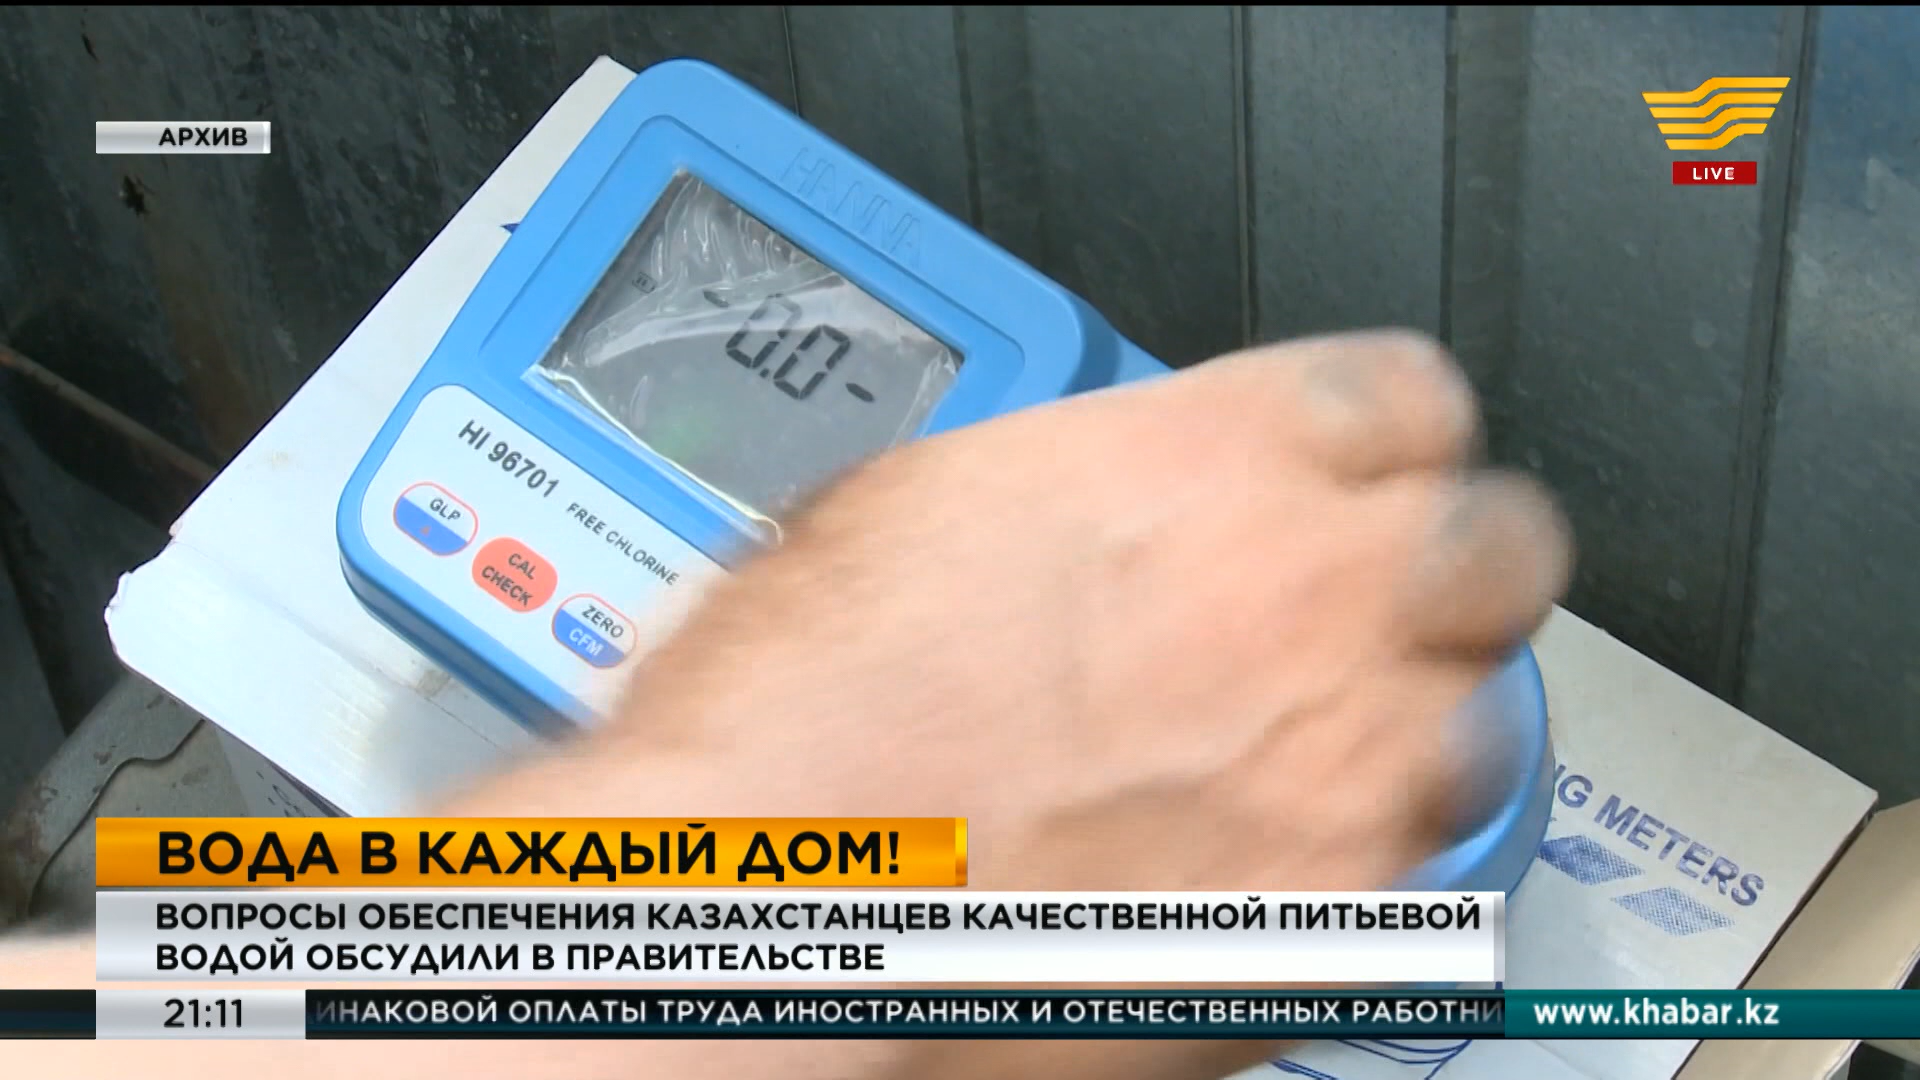 АРХИВ
LIVE
HANNA
-0.0-
HI 96701 FREE CHLORINE
GLP
CAL
CHECK
ZERO
CFM
METERS
ВОДА В КАЖДЫЙ ДОМ!
ВОПРОСЫ ОБЕСПЕЧЕНИЯ КАЗАХСТАНЦЕВ КАЧЕСТВЕННОЙ ПИТЬЕВОЙ
ВОДОЙ ОБСУДИЛИ В ПРАВИТЕЛЬСТВЕ
21:11 ИНАКОВОЙ ОПЛАТЫ ТРУДА ИНОСТРАННЫХ И ОТЕЧЕСТВЕННЫХ РАБОТНИ www.khabar.kz